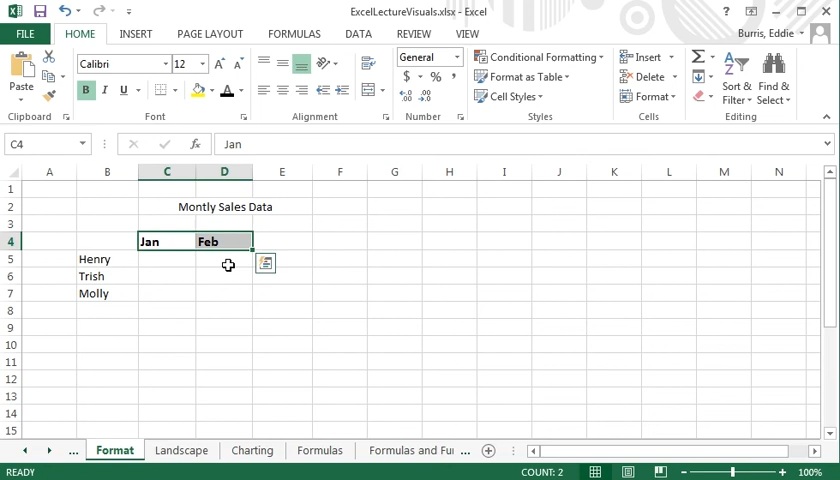 ExcelLectureVisuals.xlsx - Excel
FILE HOME INSERT PAGE LAYOUT FORMULAS DATA REVIEW VIEW Burris, Eddie
Paste
Calibri 12
B I U
General
$ % ,
Conditional Formatting
Format as Table
Cell Styles
Insert
Delete
Format
Sort &
Filter
Find &
Select
Clipboard Font Alignment Number Styles Cells Editing
C4 fx Jan
A B C D E F G H I J K L M N
1
2 Montly Sales Data
3
4 Jan Feb
5 Henry
6 Trish
7 Molly
8
9
10
11
12
13
14
15
... Format Landscape Charting Formulas Formulas and Fur ...
READY COUNT: 2 100%